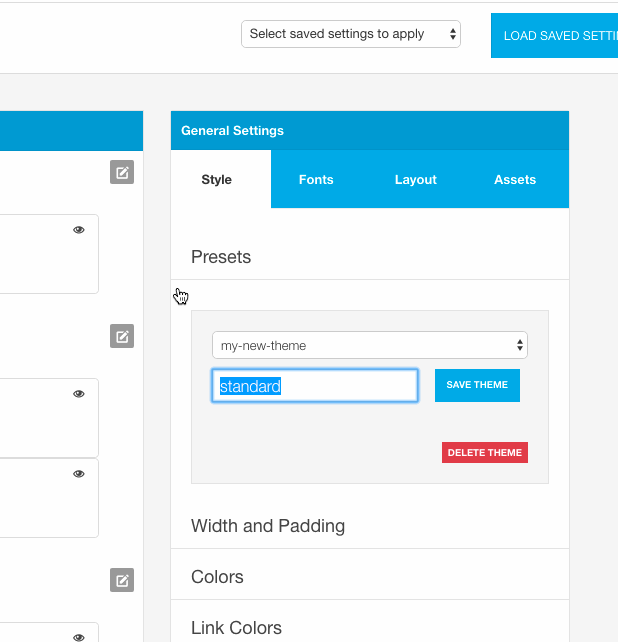 Select saved settings to apply
LOAD SAVED SETTI
General Settings
Style
Fonts
Layout
Assets
Presets
my-new-theme
standard
SAVE THEME
DELETE THEME
Width and Padding
Colors
Link Colors